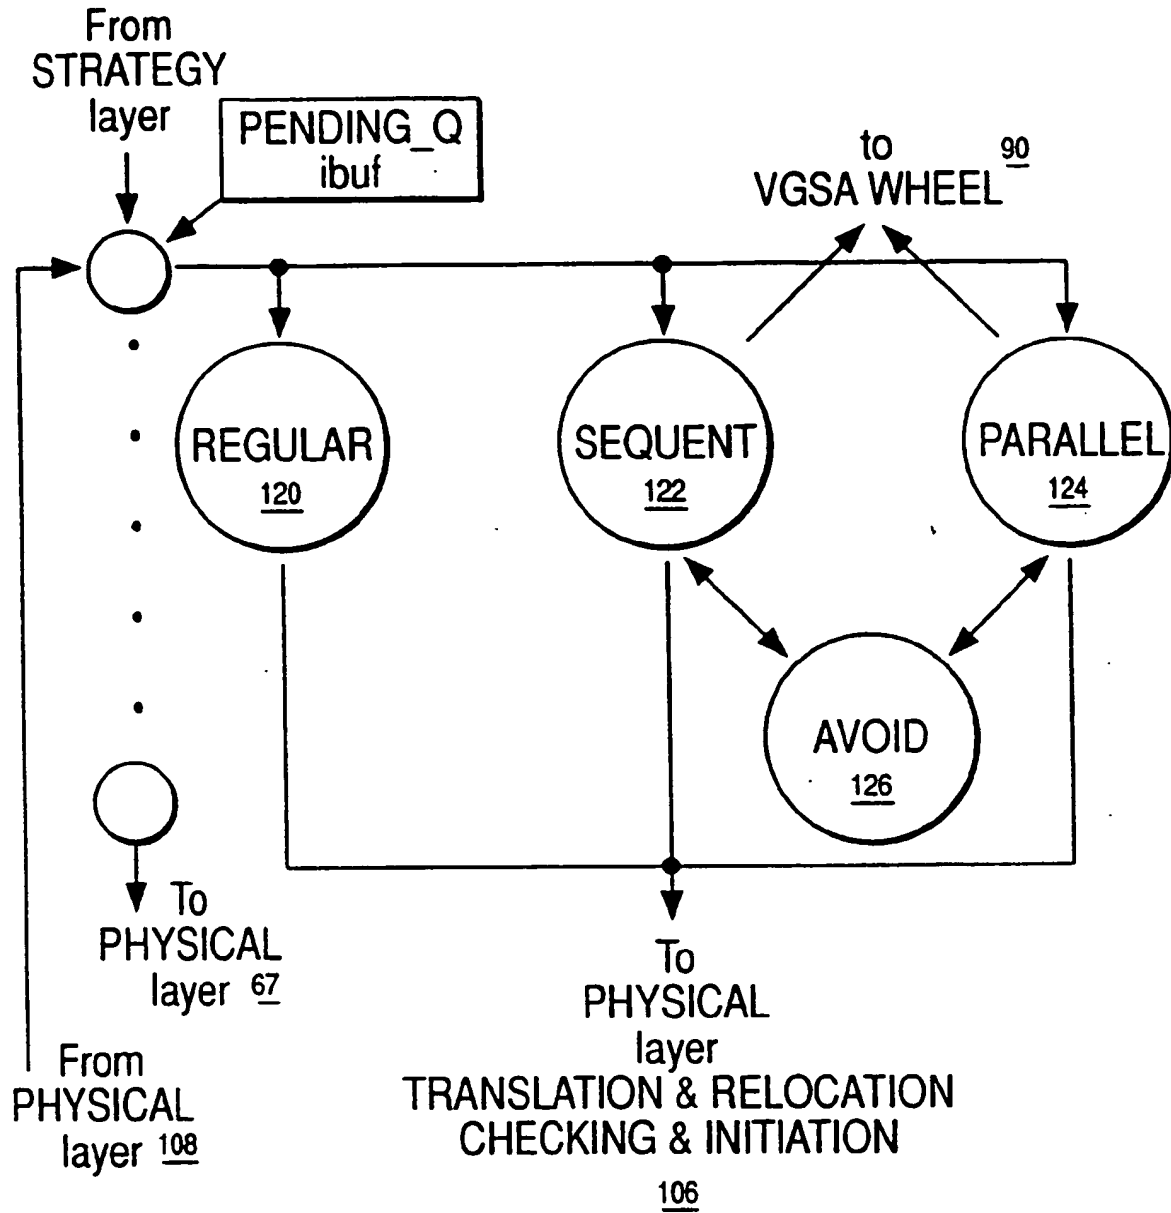 From
STRATEGY
layer
PENDING_Q
ibuf
to 90
VGSA WHEEL
REGULAR
120
SEQUENT
122
PARALLEL
124
AVOID
126
To
PHYSICAL
layer 67
From
PHYSICAL
layer 108
To
PHYSICAL
layer
TRANSLATION & RELOCATION
CHECKING & INITIATION
106